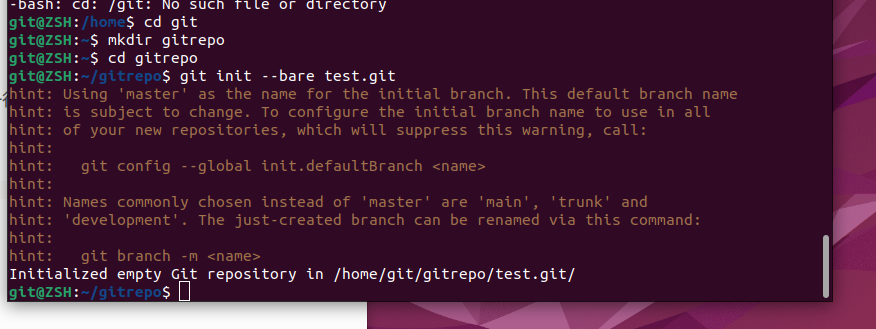 -bash: cd: /git: No such file or directory
git@ZSH:/home$ cd git
git@ZSH:~$ mkdir gitrepo
git@ZSH:~$ cd gitrepo
git@ZSH:~/gitrepo$ git init --bare test.git
hint: Using 'master' as the name for the initial branch. This default branch name
hint: is subject to change. To configure the initial branch name to use in all
hint: of your new repositories, which will suppress this warning, call:
hint:
hint:   git config --global init.defaultBranch <name>
hint:
hint: Names commonly chosen instead of 'master' are 'main', 'trunk' and
hint: 'development'. The just-created branch can be renamed via this command:
hint:
hint:   git branch -m <name>
Initialized empty Git repository in /home/git/gitrepo/test.git/
git@ZSH:~/gitrepo$